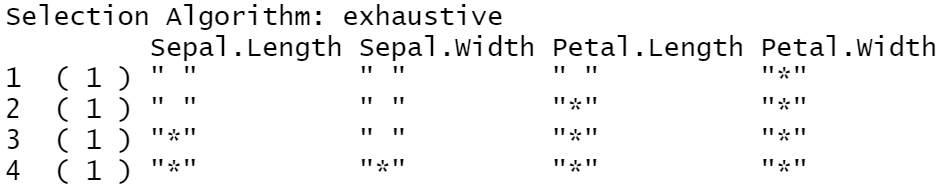 Selection Algorithm: exhaustive
         Sepal.Length Sepal.Width Petal.Length Petal.Width
1  ( 1 ) " "          " "         " "          "*"
2  ( 1 ) " "          " "         "*"          "*"
3  ( 1 ) "*"          " "         "*"          "*"
4  ( 1 ) "*"          "*"         "*"          "*"